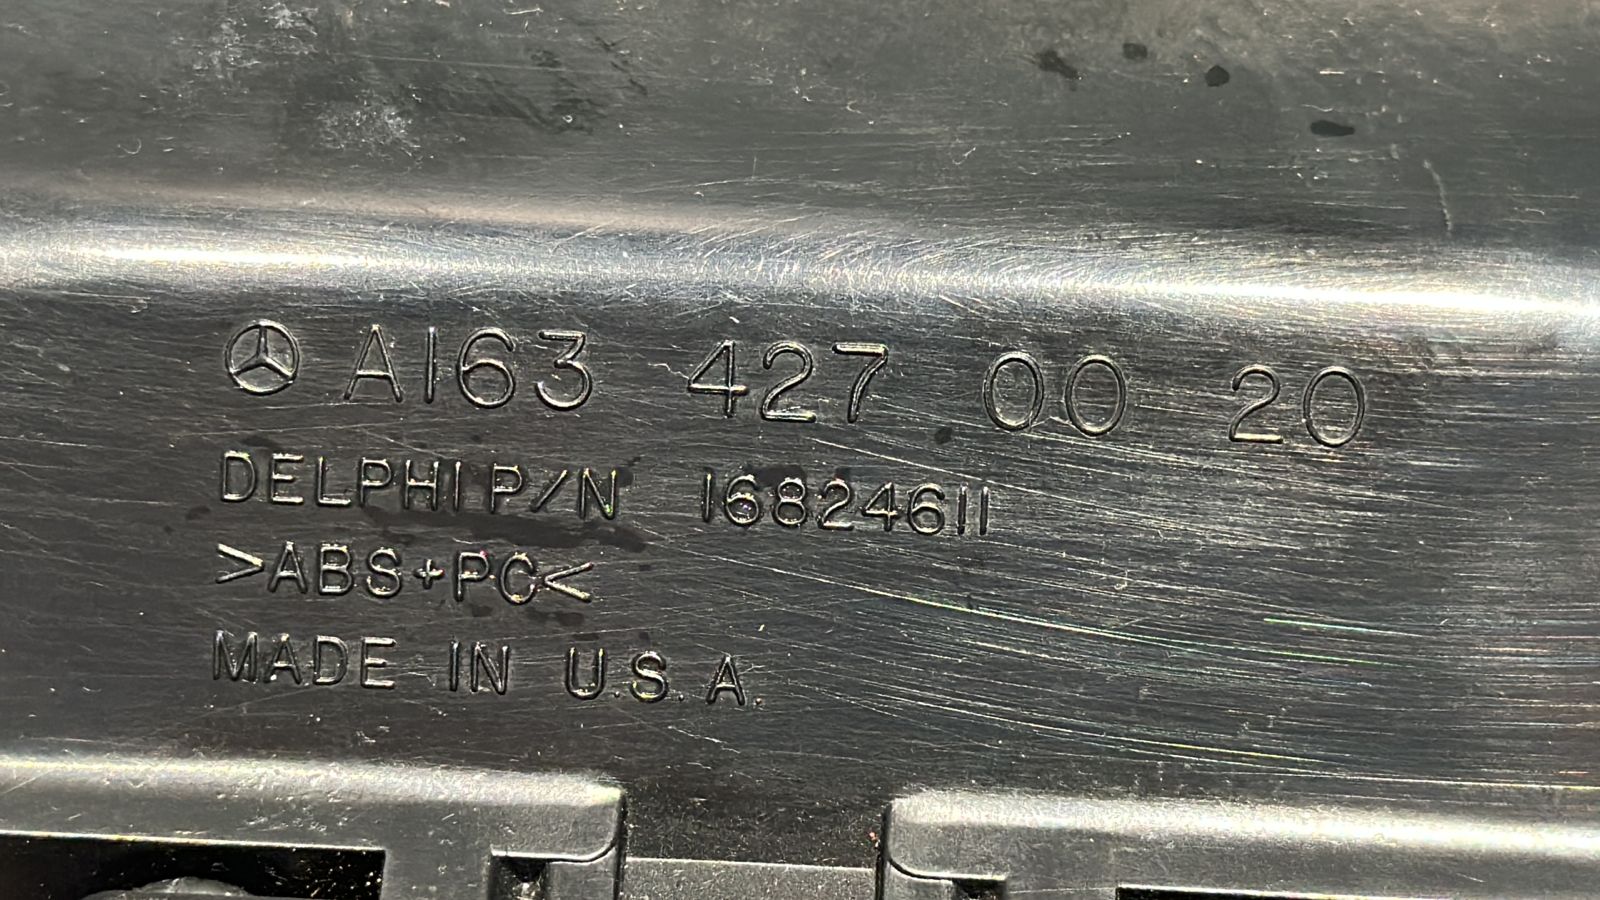 A163 427 00 20
DELPHI P/N 16824611
>ABS+PC<
MADE IN U.S.A.